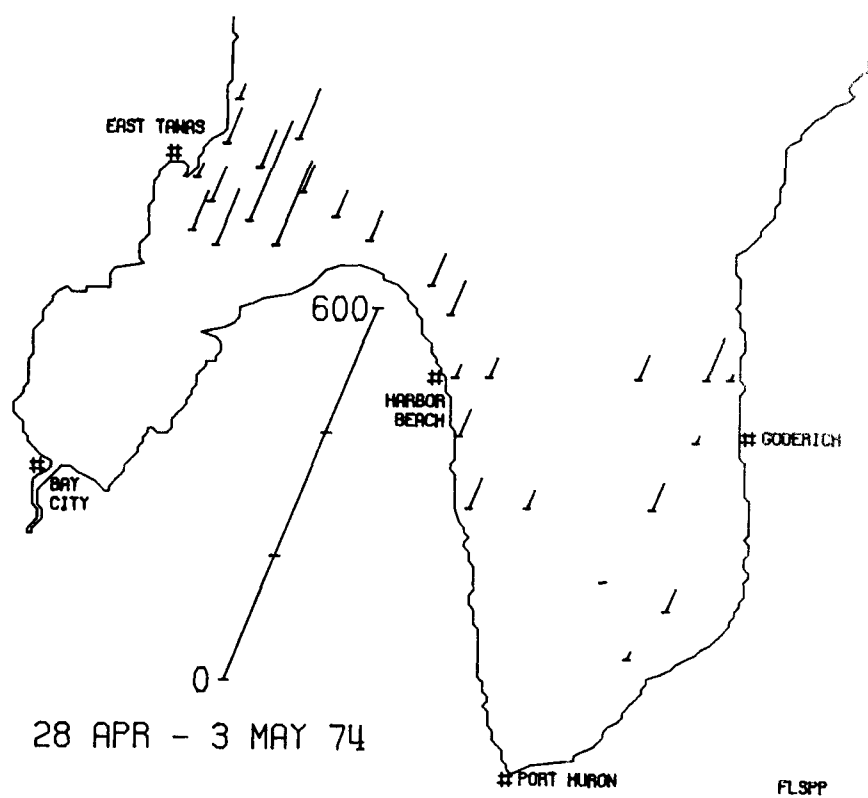 EAST TAWAS
600
HARBOR
BEACH
# GODERICH
BAY
CITY
0
28 APR - 3 MAY 74
# PORT HURON
FLSPP